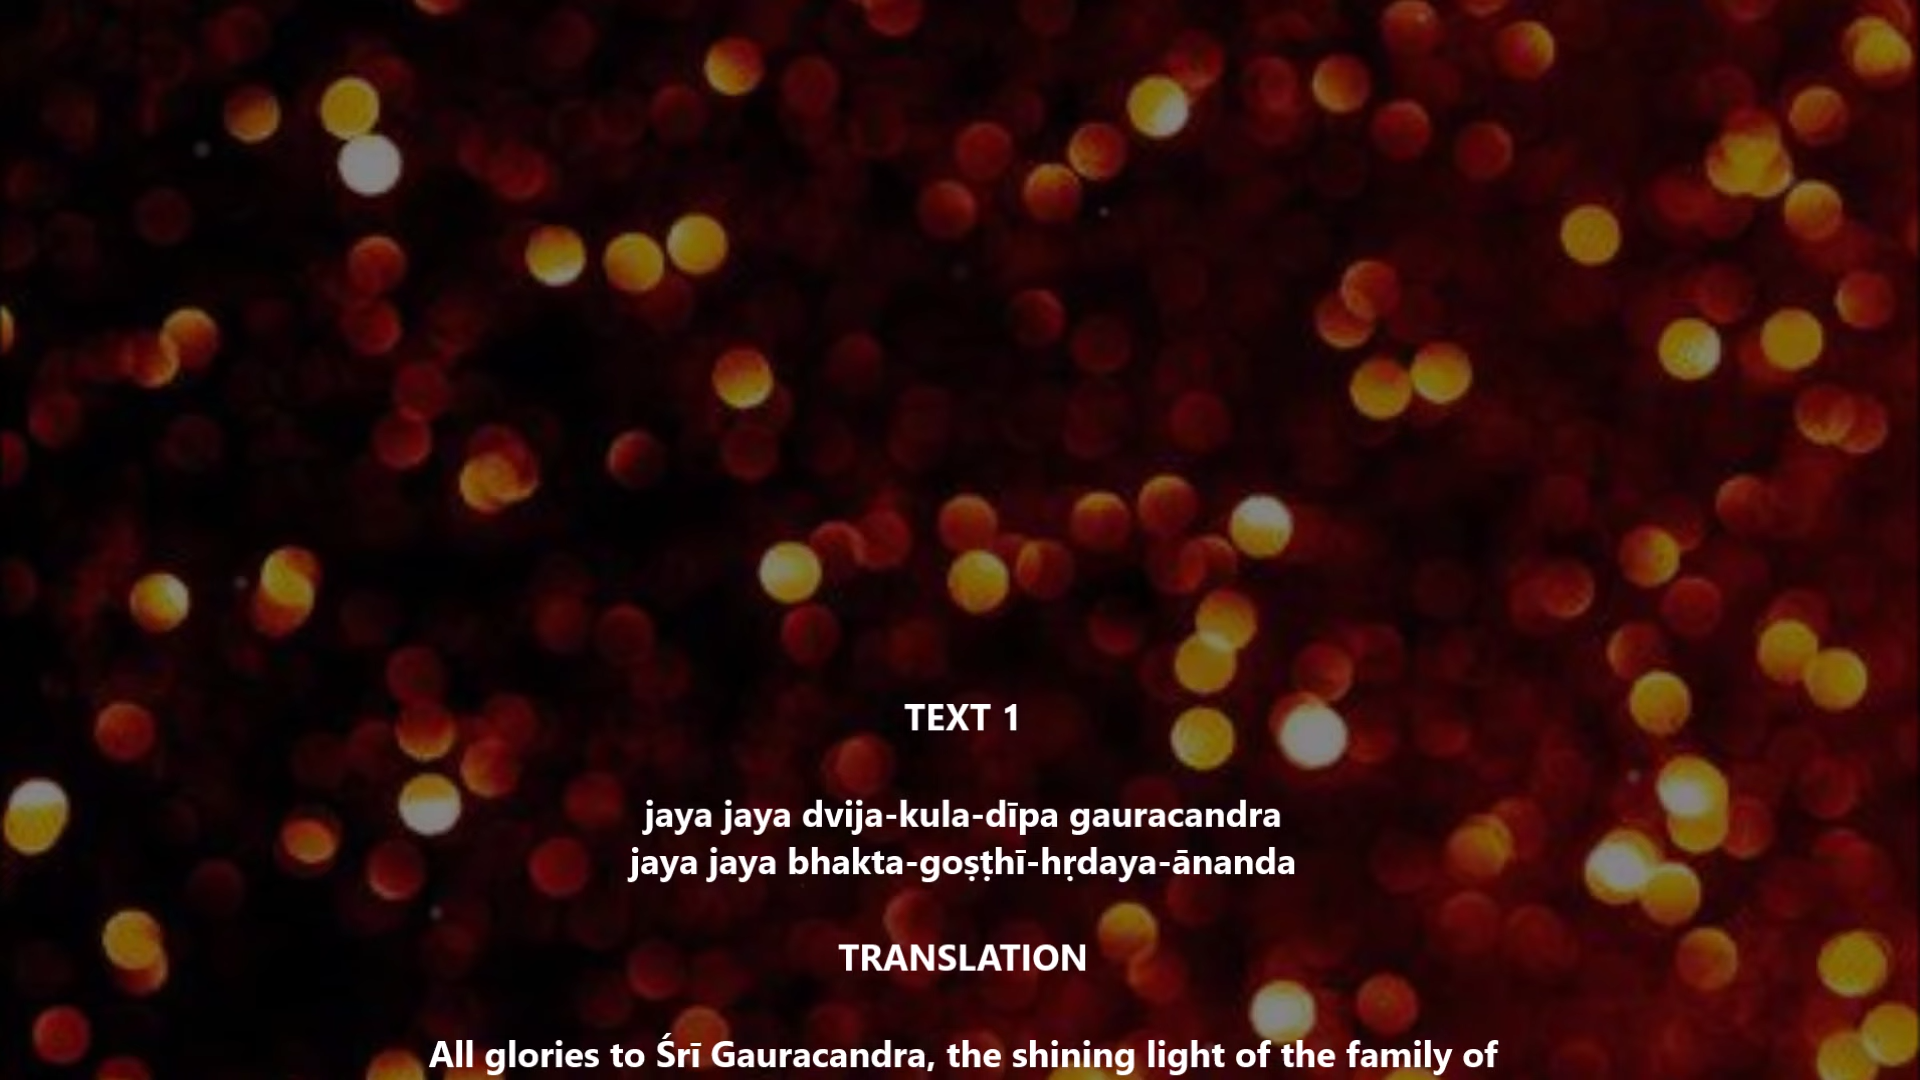 TEXT 1
jaya jaya dvija-kula-dīpa gauracandra
jaya jaya bhakta-goṣṭhī-hṛdaya-ānanda
TRANSLATION
All glories to Śrī Gauracandra, the shining light of the family of